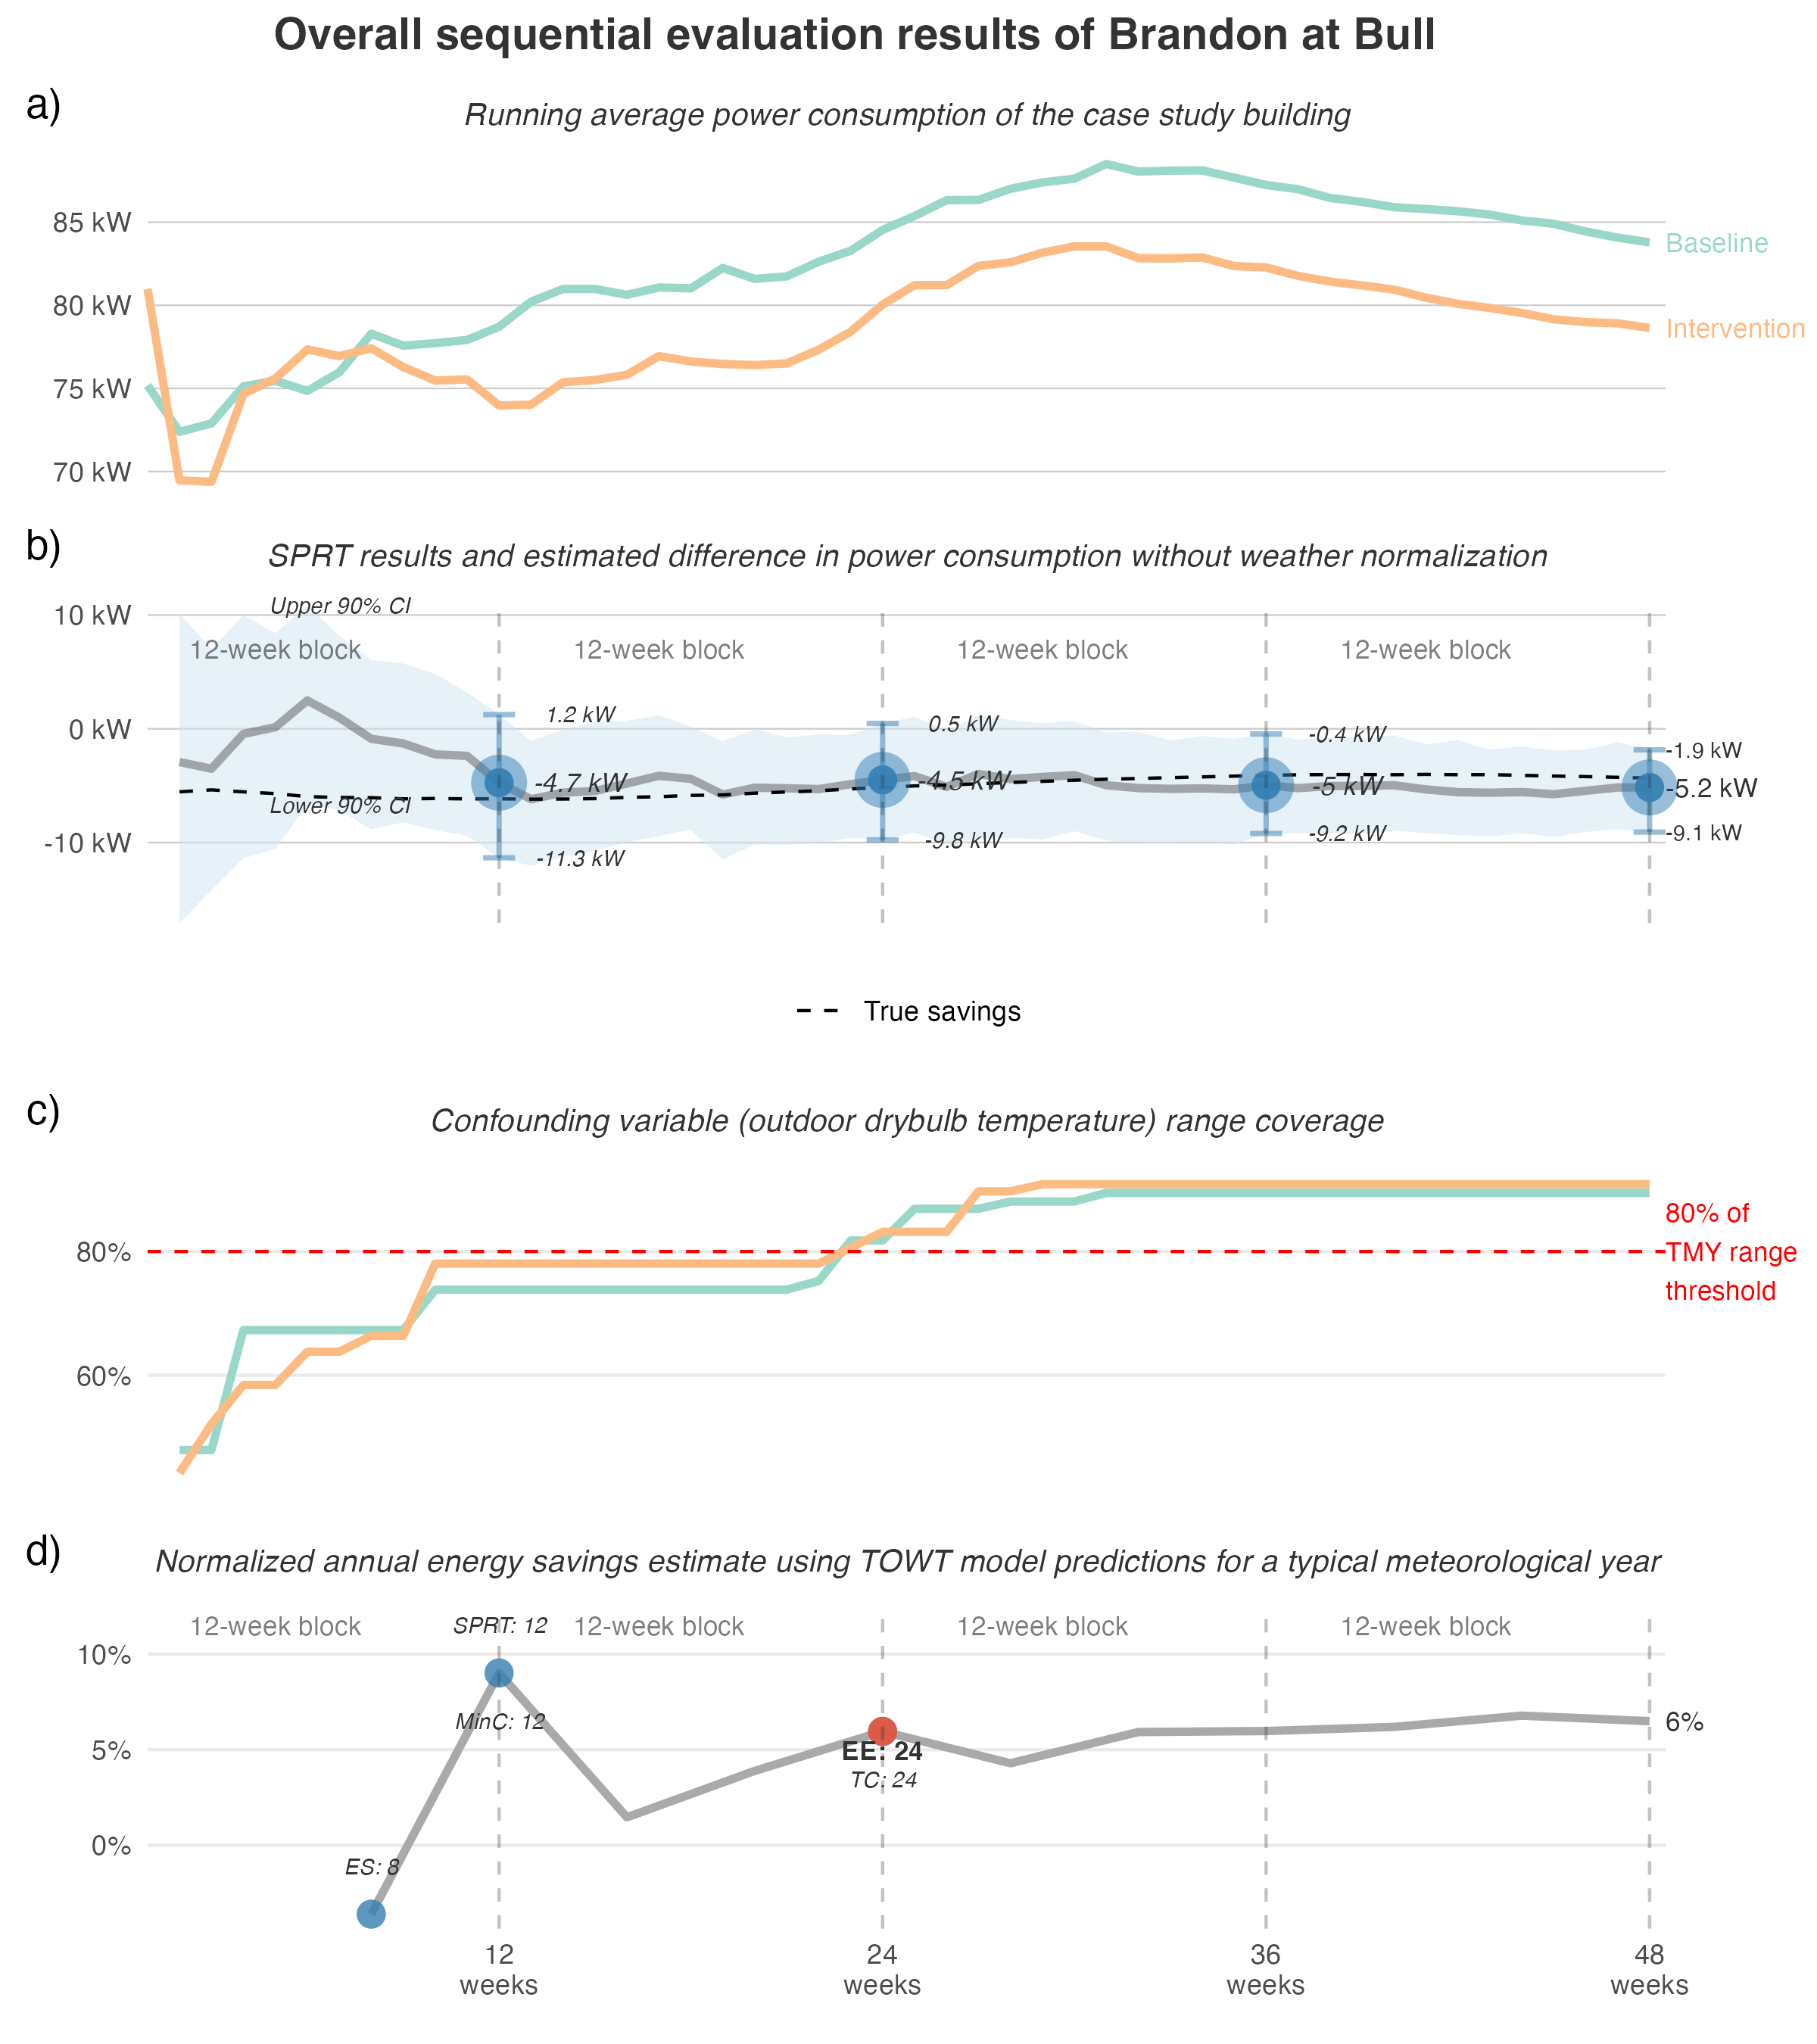 Overall sequential evaluation results of Brandon at Bull
a)
Running average power consumption of the case study building
85 kW
80 kW
75 kW
70 kW
Baseline
Intervention
b)
SPRT results and estimated difference in power consumption without weather normalization
10 kW
0 kW
-10 kW
Upper 90% CI
Lower 90% CI
12-week block
12-week block
12-week block
12-week block
1.2 kW
-4.7 kW
-11.3 kW
0.5 kW
-4.5 kW
-9.8 kW
-0.4 kW
-5 kW
-9.2 kW
-1.9 kW
-5.2 kW
-9.1 kW
True savings
c)
Confounding variable (outdoor drybulb temperature) range coverage
80%
60%
80% of
TMY range
threshold
d)
Normalized annual energy savings estimate using TOWT model predictions for a typical meteorological year
12-week block
12-week block
12-week block
12-week block
10%
5%
0%
SPRT: 12
MinC: 12
ES: 8
EE: 24
TC: 24
6%
12
weeks
24
weeks
36
weeks
48
weeks